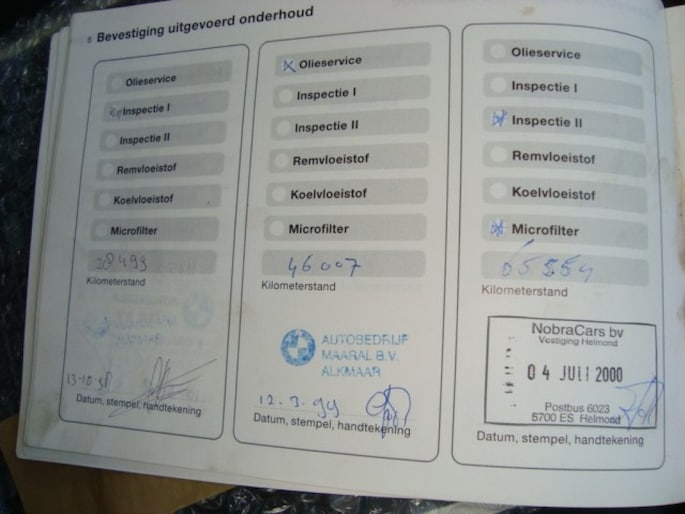 8 Bevestiging uitgevoerd onderhoud
Olieservice
Inspectie I
Inspectie II
Remvloeistof
Koelvloeistof
Microfilter
28499
Kilometerstand
Datum, stempel, handtekening
X Olieservice
Inspectie I
Inspectie II
Remvloeistof
Koelvloeistof
Microfilter
46007
Kilometerstand
AUTOBEDRIJF
MAARAL B.V.
ALKMAAR
12-3-99
Datum, stempel, handtekening
Olieservice
Inspectie I
Inspectie II
Remvloeistof
Koelvloeistof
Microfilter
65554
Kilometerstand
NobraCars bv
Vestiging Helmond
04 JULI 2000
Postbus 6023
5700 ES Helmond
Datum, stempel, handtekening